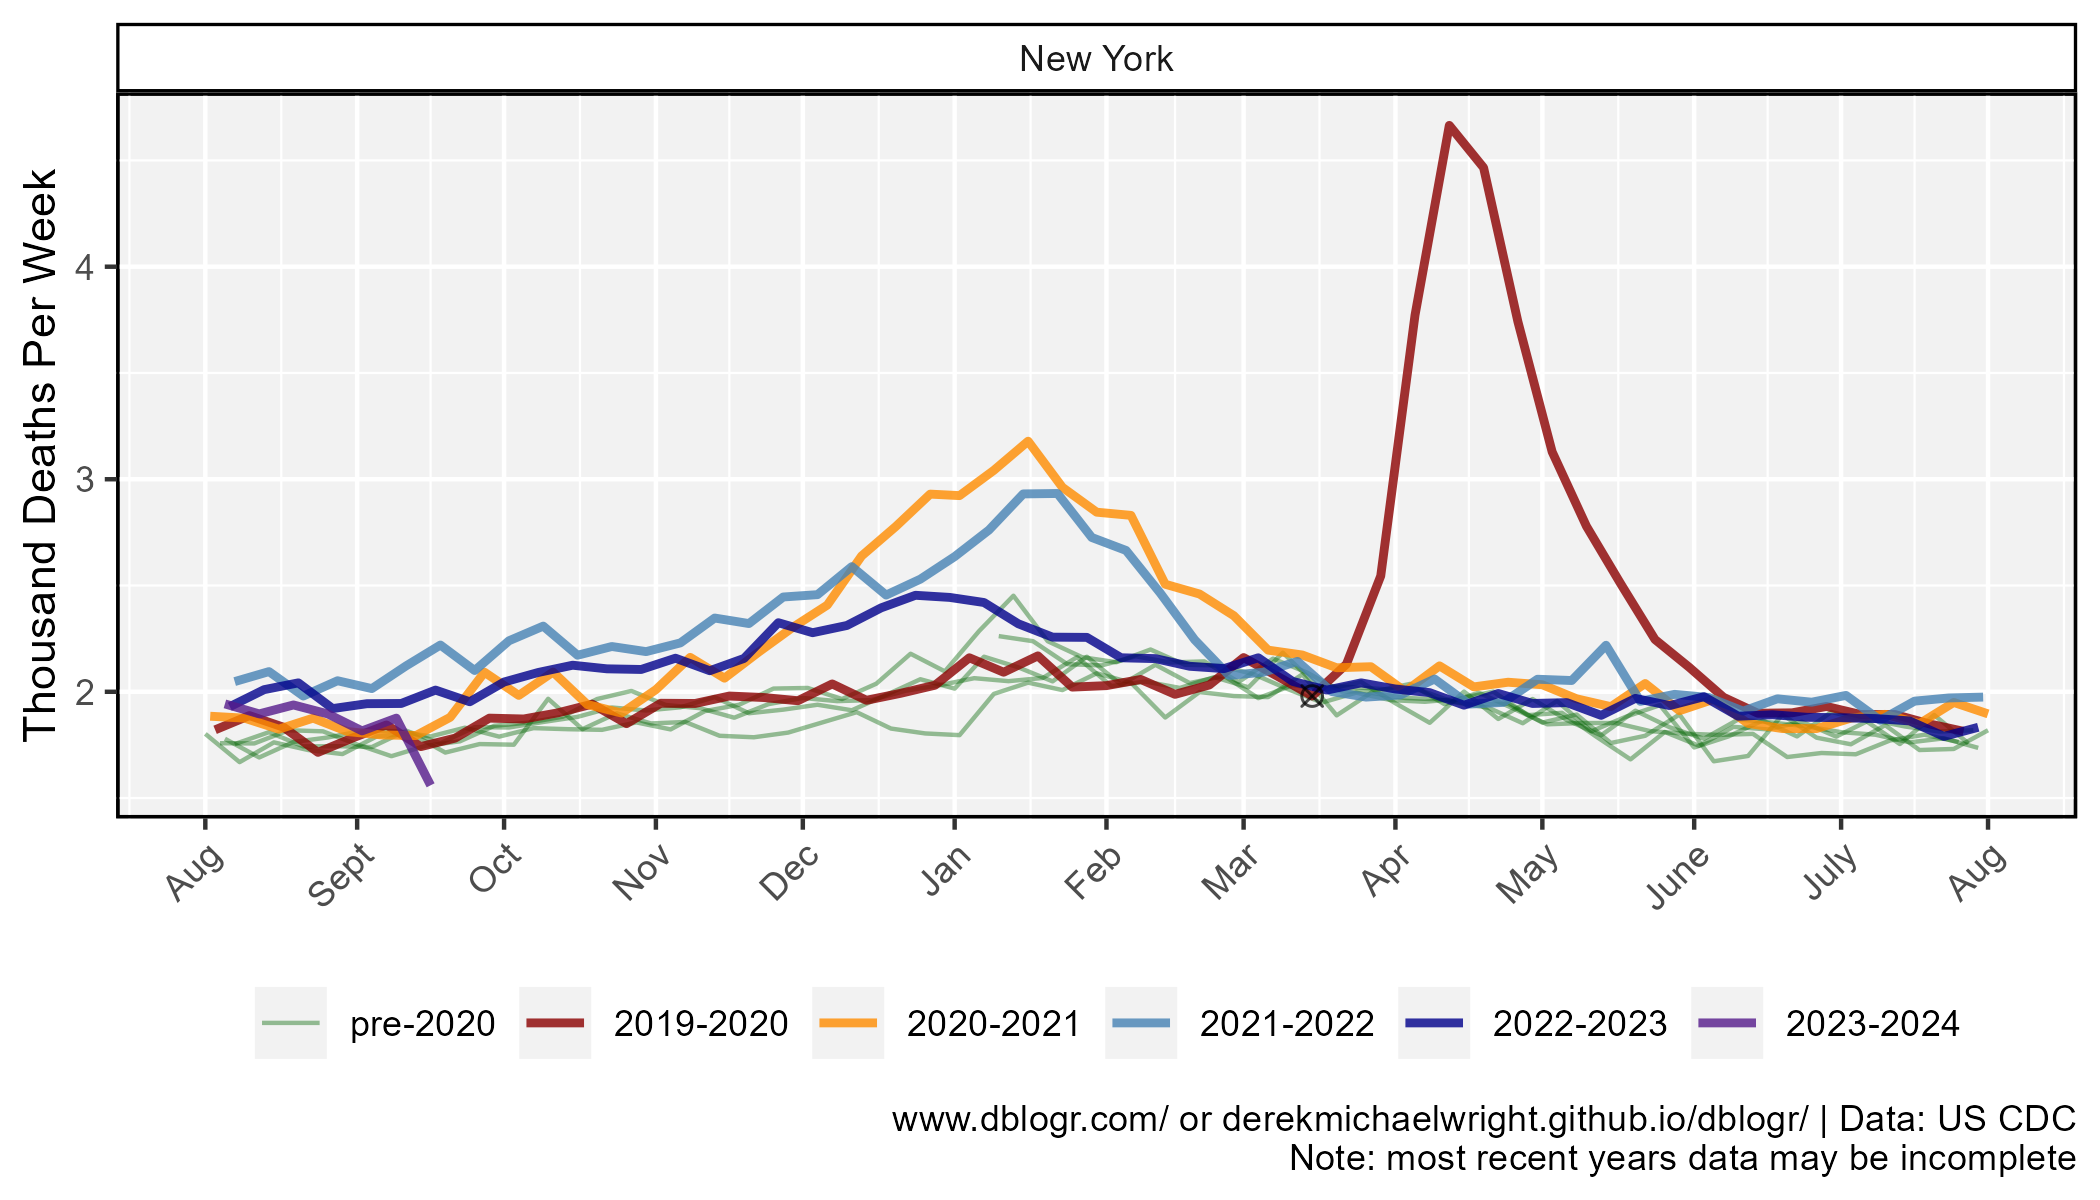 New York
Thousand Deaths Per Week
4
3
2
Aug
Sept
Oct
Nov
Dec
Jan
Feb
Mar
Apr
May
June
July
Aug
pre-2020
2019-2020
2020-2021
2021-2022
2022-2023
2023-2024
www.dblogr.com/ or derekmichaelwright.github.io/dblogr/ | Data: US CDC
Note: most recent years data may be incomplete